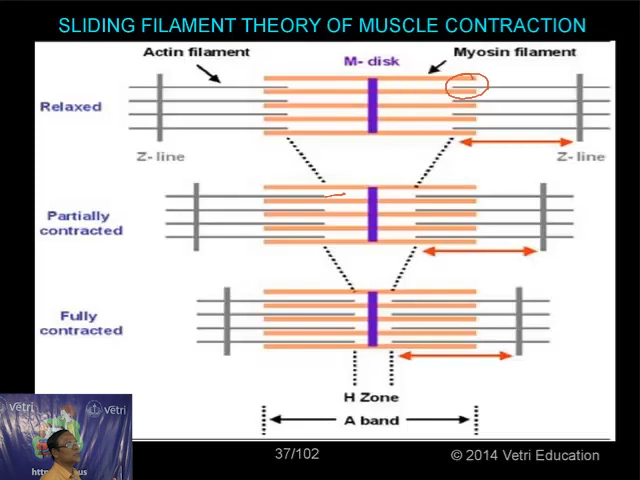 SLIDING FILAMENT THEORY OF MUSCLE CONTRACTION
Actin filament
Myosin filament
M- disk
Relaxed
Z- line
Z- line
Partially
contracted
Fully
contracted
H Zone
A band
Vetri
Vetri
37/102
© 2014 Vetri Education